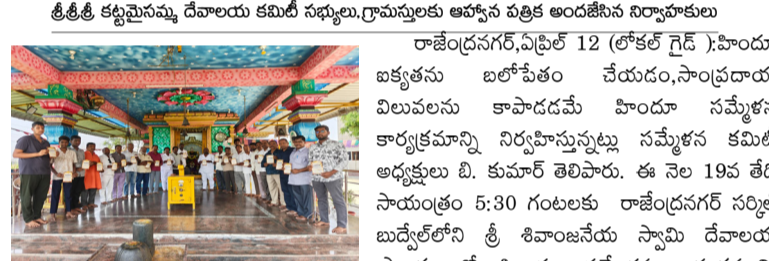 శ్రీశ్రీశ్రీ కట్టమైసమ్మ దేవాలయ కమిటీ సభ్యులు,గ్రామస్తులకు ఆహ్వాన పత్రిక అందజేసిన నిర్వాహకులు
రాజేంద్రనగర్,ఏప్రిల్ 12 (లోకల్ గైడ్ ):హిందూ
ఐక్యతను బలోపేతం చేయడం,సాంప్రదాయ
విలువలను కాపాడడమే హిందూ సమ్మేళన
కార్యక్రమాన్ని నిర్వహిస్తున్నట్లు సమ్మేళన కమిటీ
అధ్యక్షులు బి. కుమార్ తెలిపారు. ఈ నెల 19వ తేదీ
సాయంత్రం 5:30 గంటలకు రాజేంద్రనగర్ సర్కిల్
బుద్వేల్‌లోని శ్రీ శివాంజనేయ స్వామి దేవాలయ